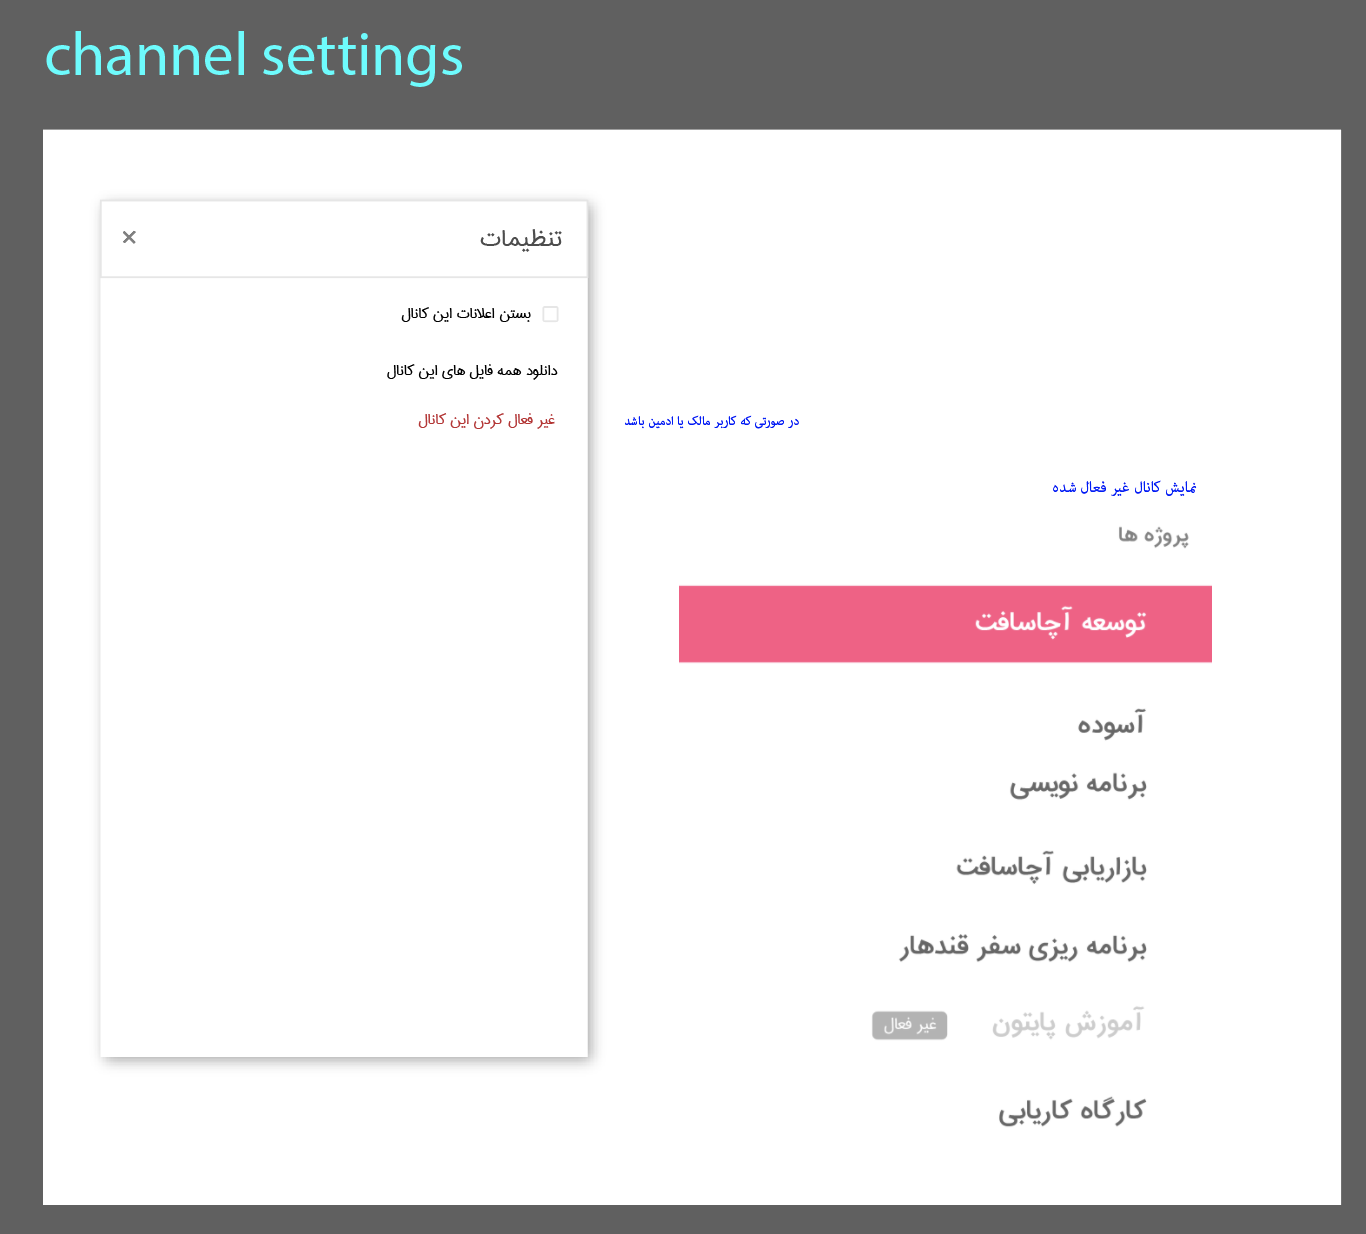 channel settings
تنظیمات
بستن اعلانات این کانال
دانلود همه فایل های این کانال
غیر فعال کردن این کانال
در صورتی که کاربر مالک یا ادمین باشد
نمایش کانال غیر فعال شده
پروژه ها
توسعه آچاسافت
آسوده
برنامه نویسی
بازاریابی آچاسافت
برنامه ریزی سفر قندهار
آموزش پایتون
غیر فعال
کارگاه کاریابی